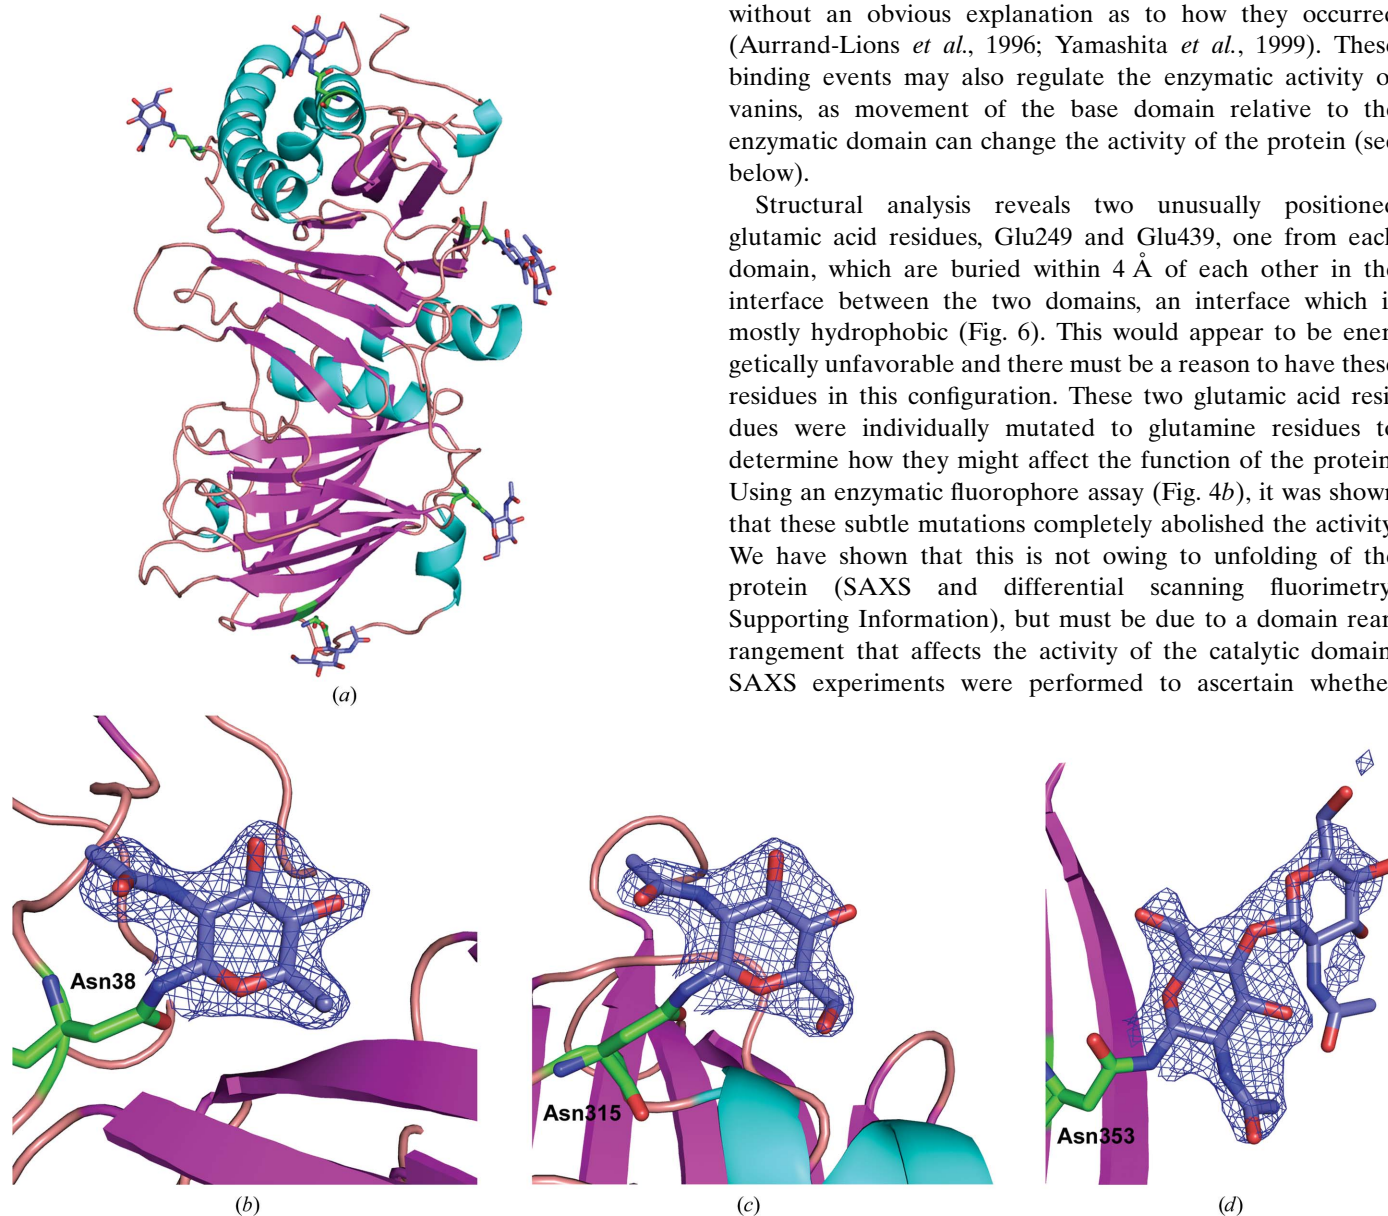 without an obvious explanation as to how they occurred
(Aurrand-Lions et al., 1996; Yamashita et al., 1999). These
binding events may also regulate the enzymatic activity of
vanins, as movement of the base domain relative to the
enzymatic domain can change the activity of the protein (see
below).
Structural analysis reveals two unusually positioned
glutamic acid residues, Glu249 and Glu439, one from each
domain, which are buried within 4 Å of each other in the
interface between the two domains, an interface which i
mostly hydrophobic (Fig. 6). This would appear to be ener
getically unfavorable and there must be a reason to have these
residues in this configuration. These two glutamic acid resi
dues were individually mutated to glutamine residues to
determine how they might affect the function of the protein
Using an enzymatic fluorophore assay (Fig. 4b), it was shown
that these subtle mutations completely abolished the activity
We have shown that this is not owing to unfolding of the
protein (SAXS and differential scanning fluorimetry
Supporting Information), but must be due to a domain rear
rangement that affects the activity of the catalytic domain
SAXS experiments were performed to ascertain whethe
(a)
Asn38
(b)
Asn315
(c)
Asn353
(d)